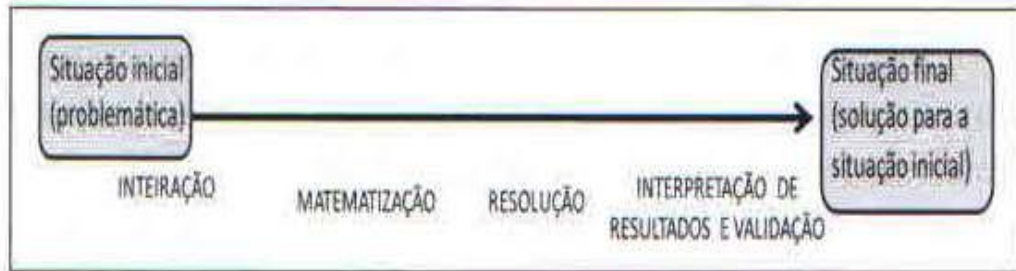 Situação inicial
(problemática)
Situação final
(solução para a
situação inicial)
INTEIRAÇÃO
MATEMATIZAÇÃO
RESOLUÇÃO
INTERPRETAÇÃO DE
RESULTADOS E VALIDAÇÃO